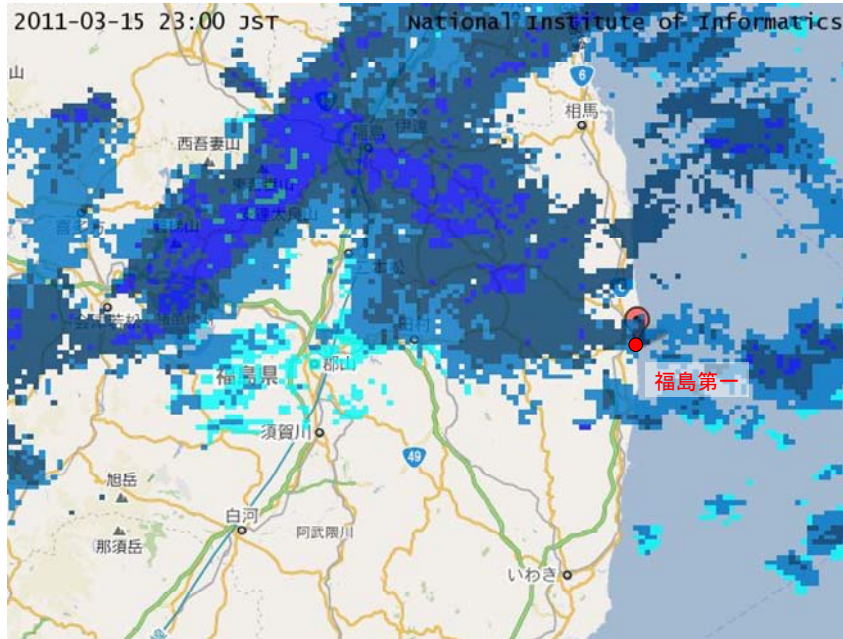 2011-03-15 23:00 JST
National Institute of Informatics
山
6
相馬
伊達
福島
西吾妻山
二本松
田村
郡山
福島県
福島第一
須賀川
49
旭岳
白河
那須岳
阿武隈川
いわき
線